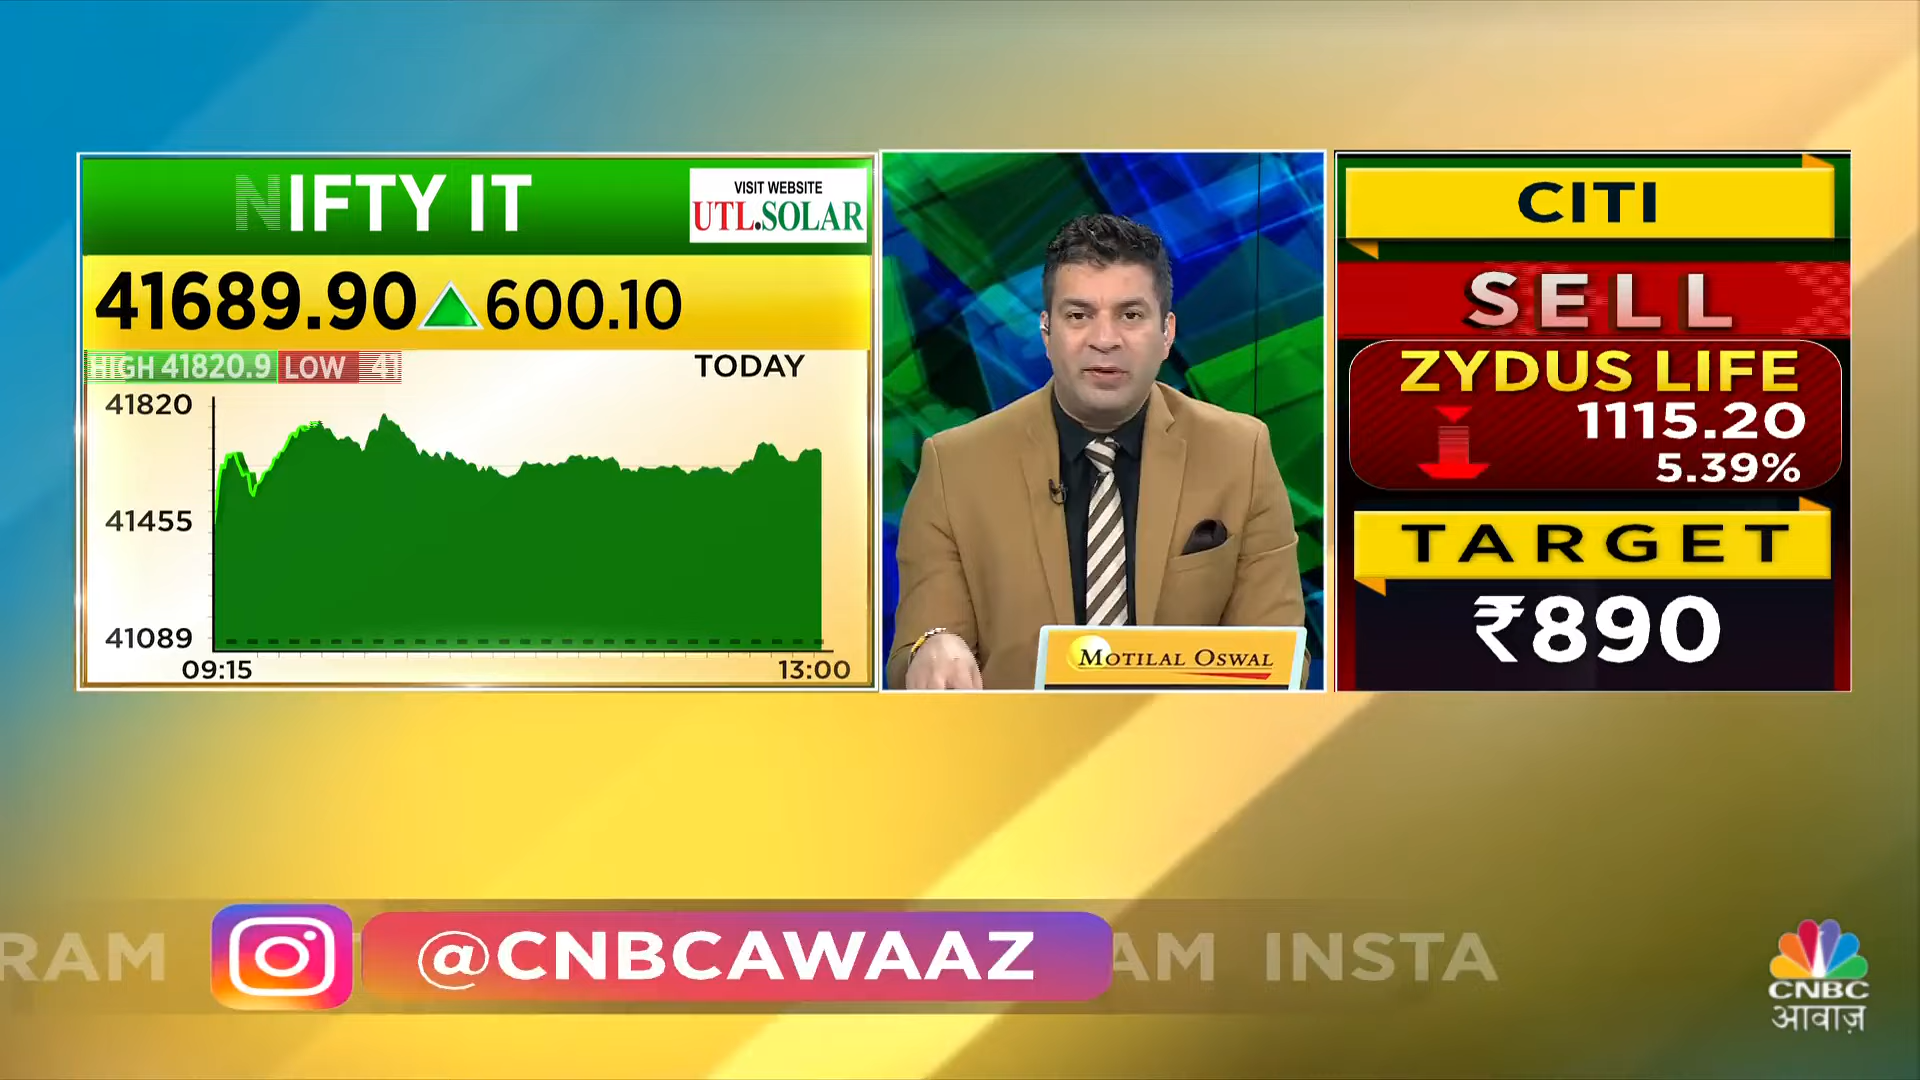 NIFTY IT
VISIT WEBSITE
UTL.SOLAR
41689.90 600.10
HIGH 41820.9 LOW 41
TODAY
41820
41455
41089
09:15
13:00
MOTILAL OSWAL
CITI
SELL
ZYDUS LIFE
1115.20
5.39%
TARGET
₹890
RAM
@CNBCAWAAZ
AM INSTA
CNBC
आवाज़